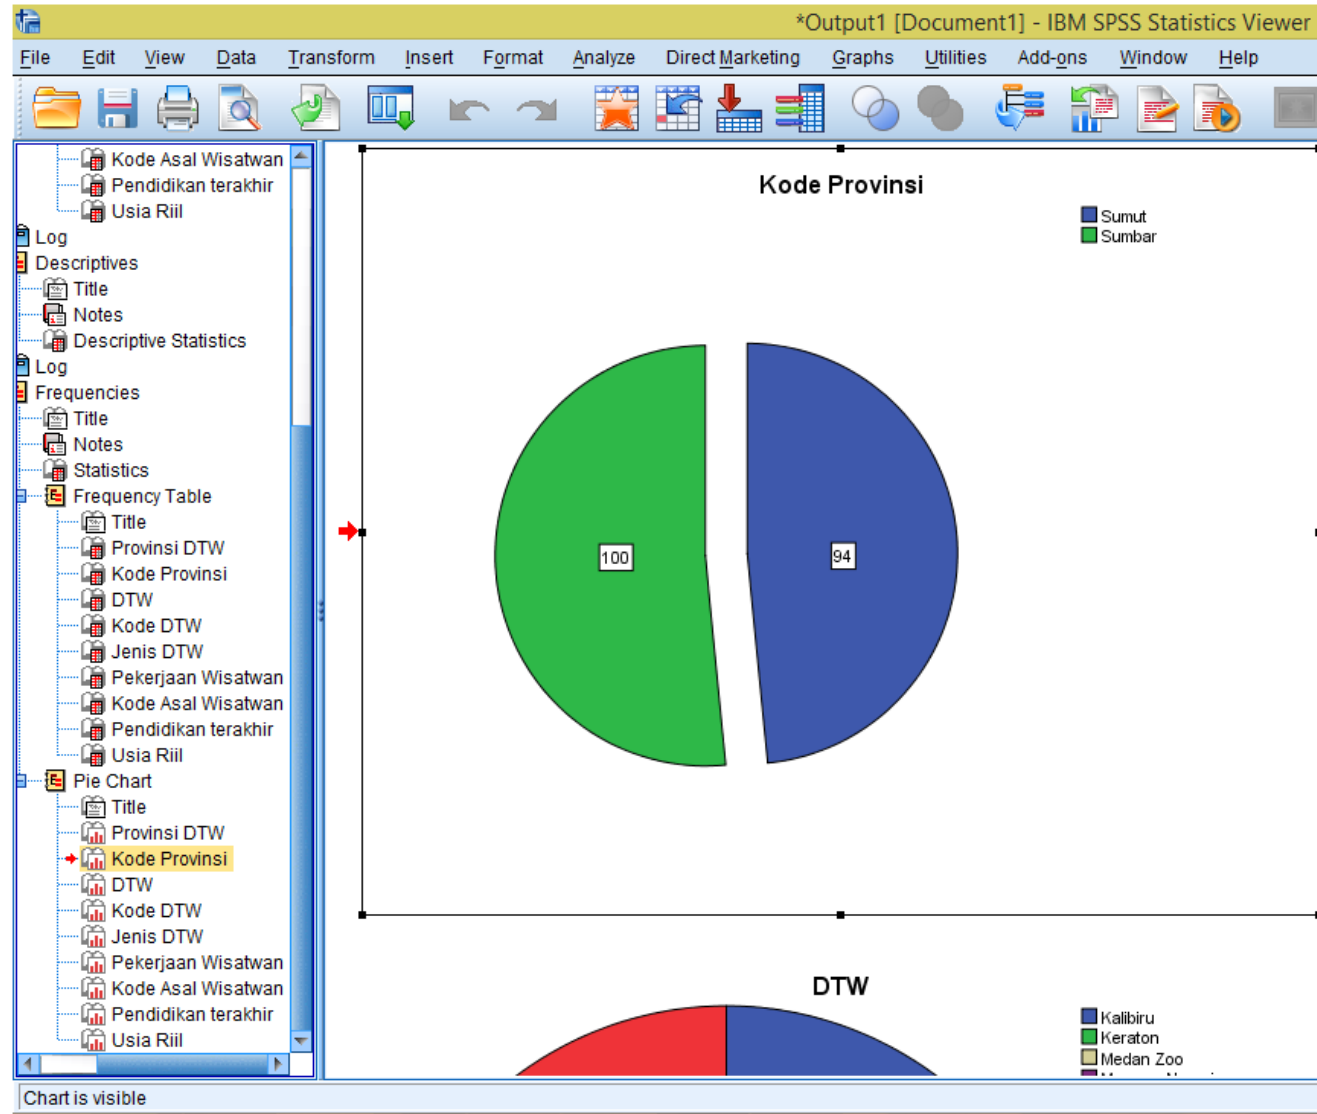 *Output1 [Document1] - IBM SPSS Statistics Viewer
File Edit View Data Transform Insert Format Analyze Direct Marketing Graphs Utilities Add-ons Window Help
Kode Asal Wisatwan
Pendidikan terakhir
Usia Riil
Log
Descriptives
Title
Notes
Descriptive Statistics
Log
Frequencies
Title
Notes
Statistics
Frequency Table
Title
Provinsi DTW
Kode Provinsi
DTW
Kode DTW
Jenis DTW
Pekerjaan Wisatwan
Kode Asal Wisatwan
Pendidikan terakhir
Usia Riil
Pie Chart
Title
Provinsi DTW
Kode Provinsi
DTW
Kode DTW
Jenis DTW
Pekerjaan Wisatwan
Kode Asal Wisatwan
Pendidikan terakhir
Usia Riil
Kode Provinsi
Sumut
Sumbar
100
94
DTW
Kalibiru
Keraton
Medan Zoo
Chart is visible